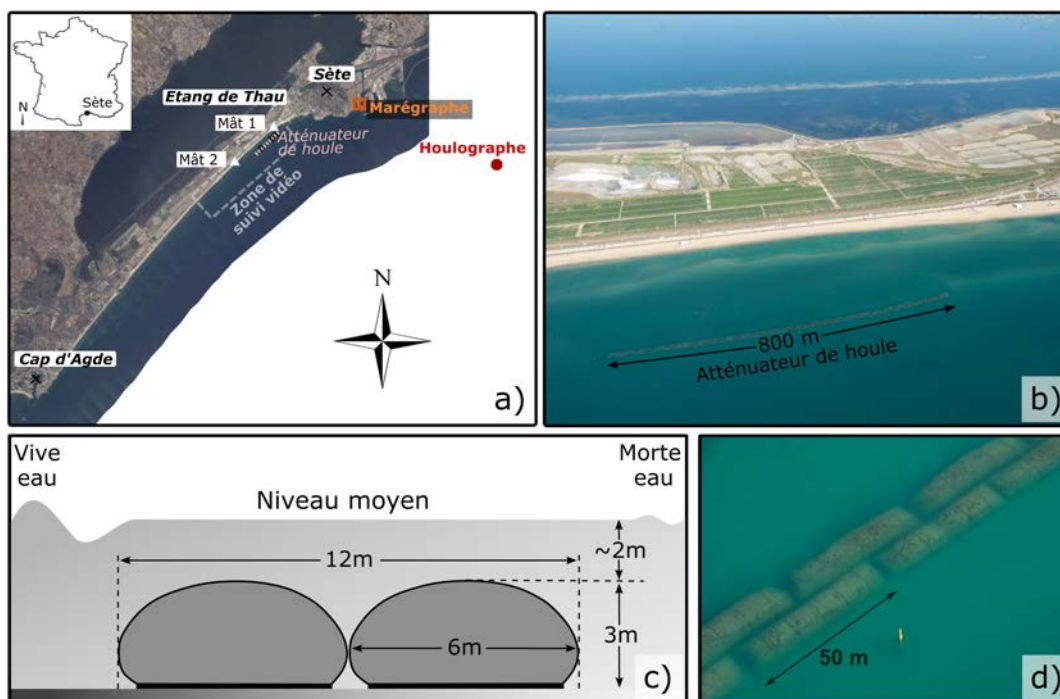 N
Sète
Sète
Etang de Thau
Marégraphe
Mât 1
Atténuateur
de houle
Houlographe
Mât 2
Zone de
suivi vidéo
N
Cap d'Agde
a)
800 m
Atténuateur de houle
b)
Vive
eau
Morte
eau
Niveau moyen
~2m
12m
3m
6m
c)
50 m
d)